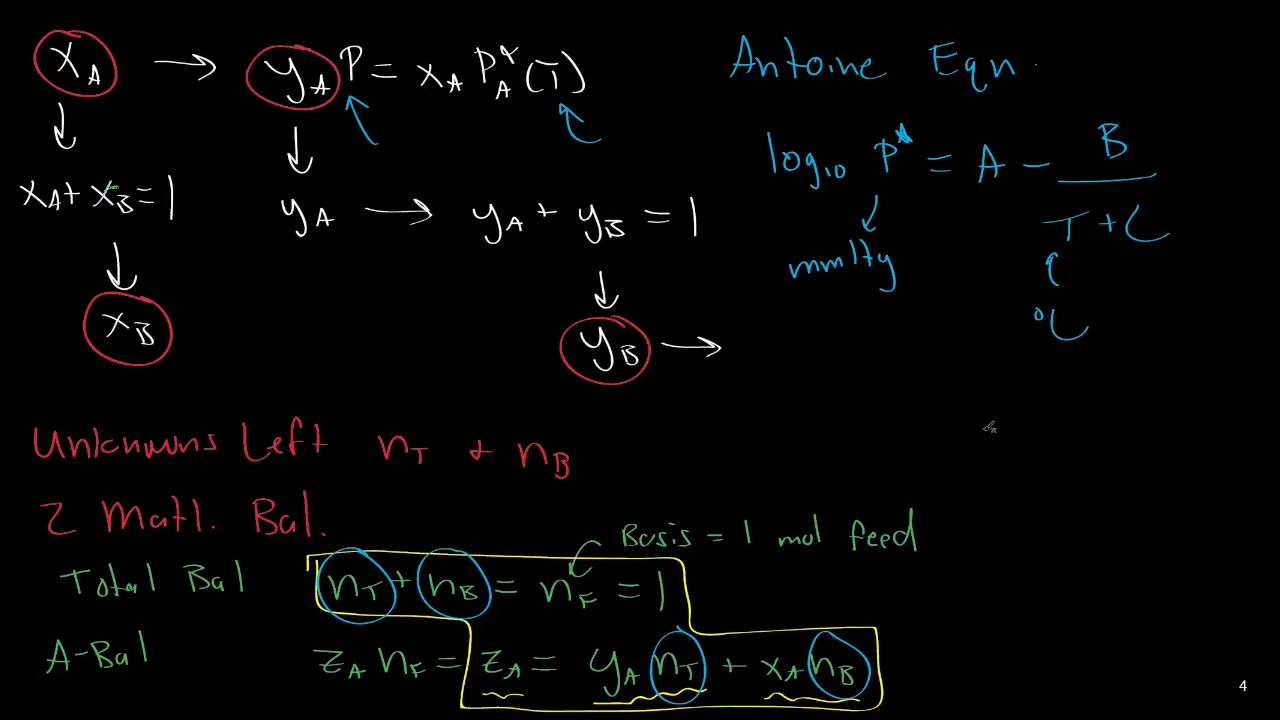 x_A → y_A P = x_A P_A^*(T)
↓
x_A + x_B = 1
↓
x_B
↓
y_A → y_A + y_B = 1
↓
y_B →
Antoine Eqn.
log₁₀ P* = A - B / (T + C)
mmHg
°C
Unknowns Left n_T + n_B
2 Matl. Bal.
Basis = 1 mol feed
Total Bal n_T + n_B = n_F = 1
A-Bal z_A n_F = z_A = y_A n_T + x_A n_B
4